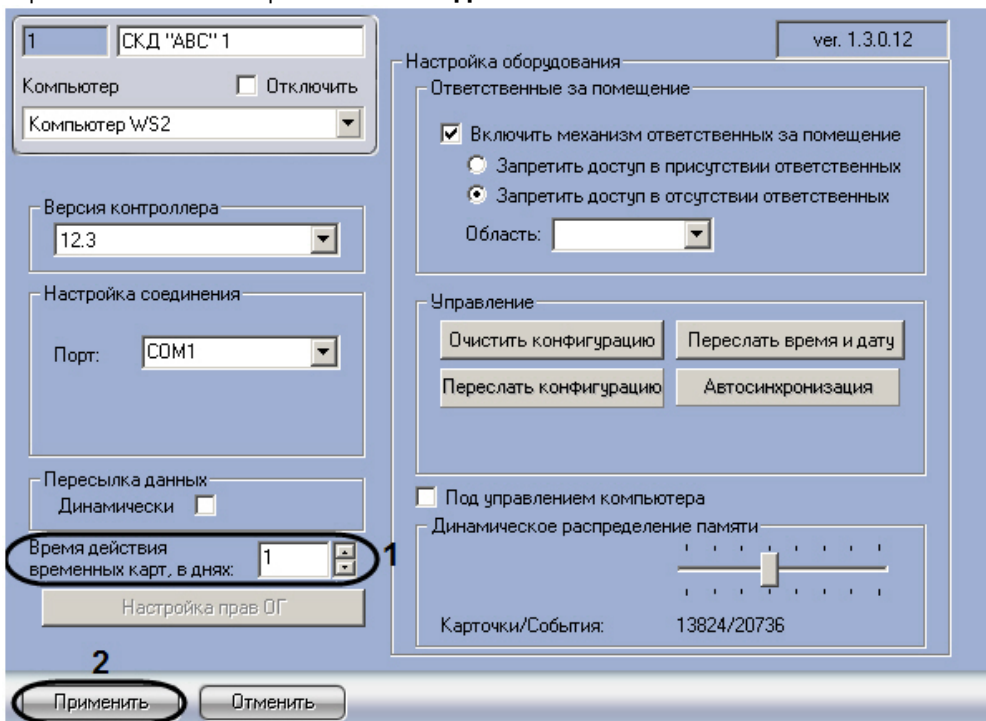 1 СКД "АВС" 1
ver. 1.3.0.12
Компьютер Отключить
Компьютер WS2
Настройка оборудования
Ответственные за помещение
Включить механизм ответственных за помещение
Запретить доступ в присутствии ответственных
Запретить доступ в отсутствии ответственных
Область:
Версия контроллера
12.3
Настройка соединения
Порт: COM1
Управление
Очистить конфигурацию Переслать время и дату
Переслать конфигурацию Автосинхронизация
Пересылка данных
Динамически
Время действия
временных карт, в днях: 1
1
Настройка прав ОГ
Под управлением компьютера
Динамическое распределение памяти
Карточки/События: 13824/20736
2
Применить Отменить